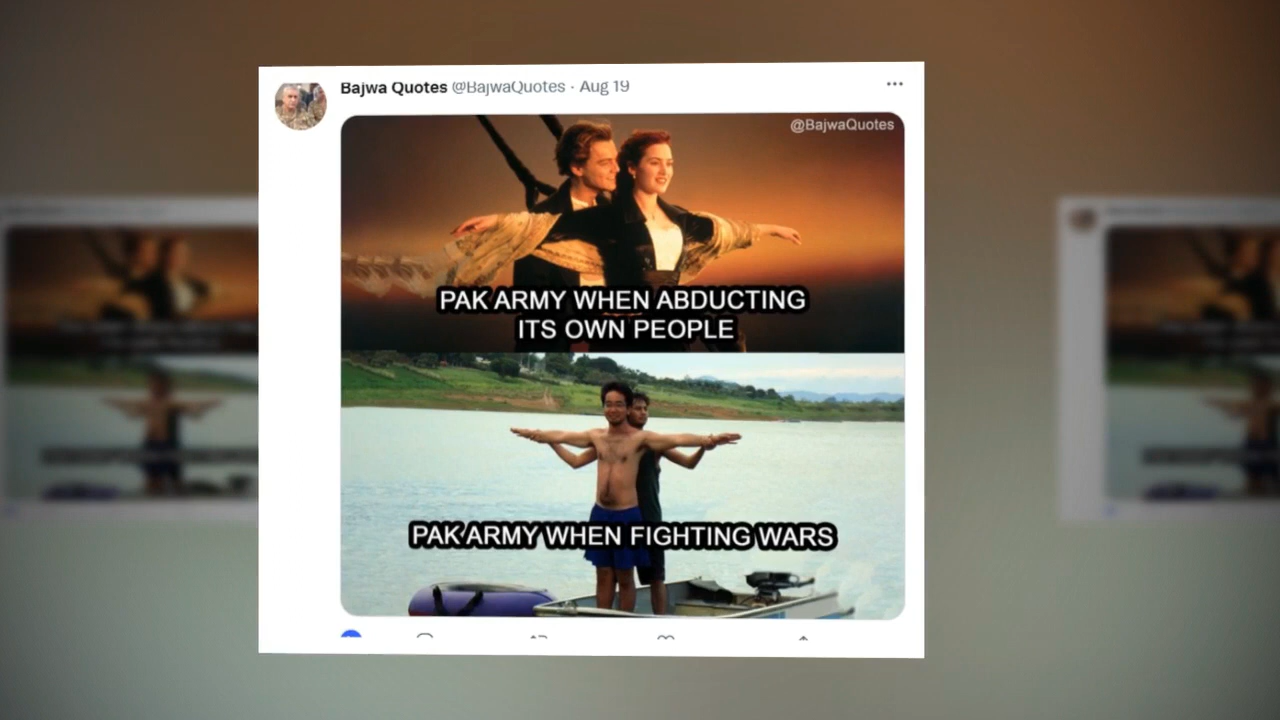 Bajwa Quotes @BajwaQuotes · Aug 19
@BajwaQuotes
PAK ARMY WHEN ABDUCTING
ITS OWN PEOPLE
PAK ARMY WHEN FIGHTING WARS